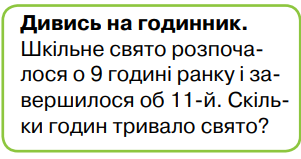 Дивись на годинник.
Шкільне свято розпоча-
лося о 9 годині ранку і за-
вершилося об 11-й. Скіль-
ки годин тривало свято?